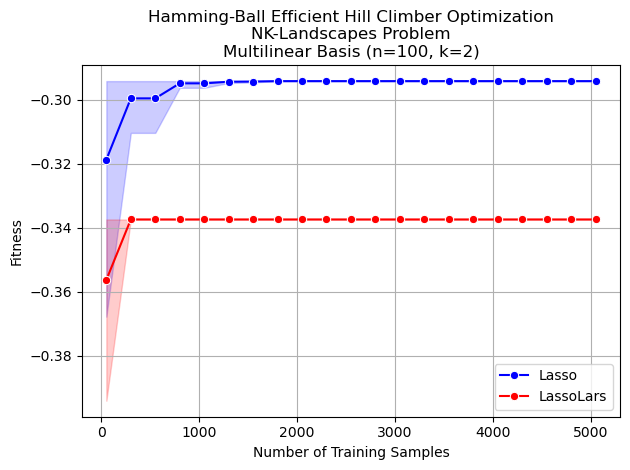 Hamming-Ball Efficient Hill Climber Optimization
NK-Landscapes Problem
Multilinear Basis (n=100, k=2)
Fitness
−0.30
−0.32
−0.34
−0.36
−0.38
0 1000 2000 3000 4000 5000
Number of Training Samples
Lasso
LassoLars